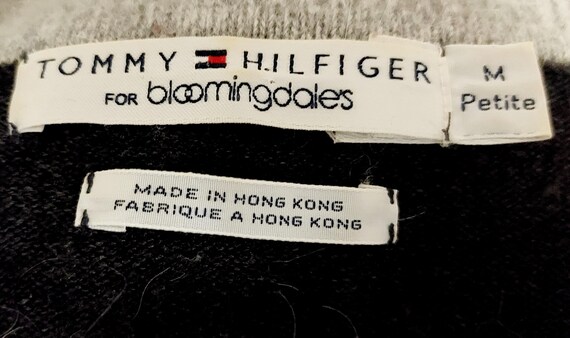 TOMMY HILFIGER
FOR bloomingdale's
M
Petite
MADE IN HONG KONG
FABRIQUE A HONG KONG